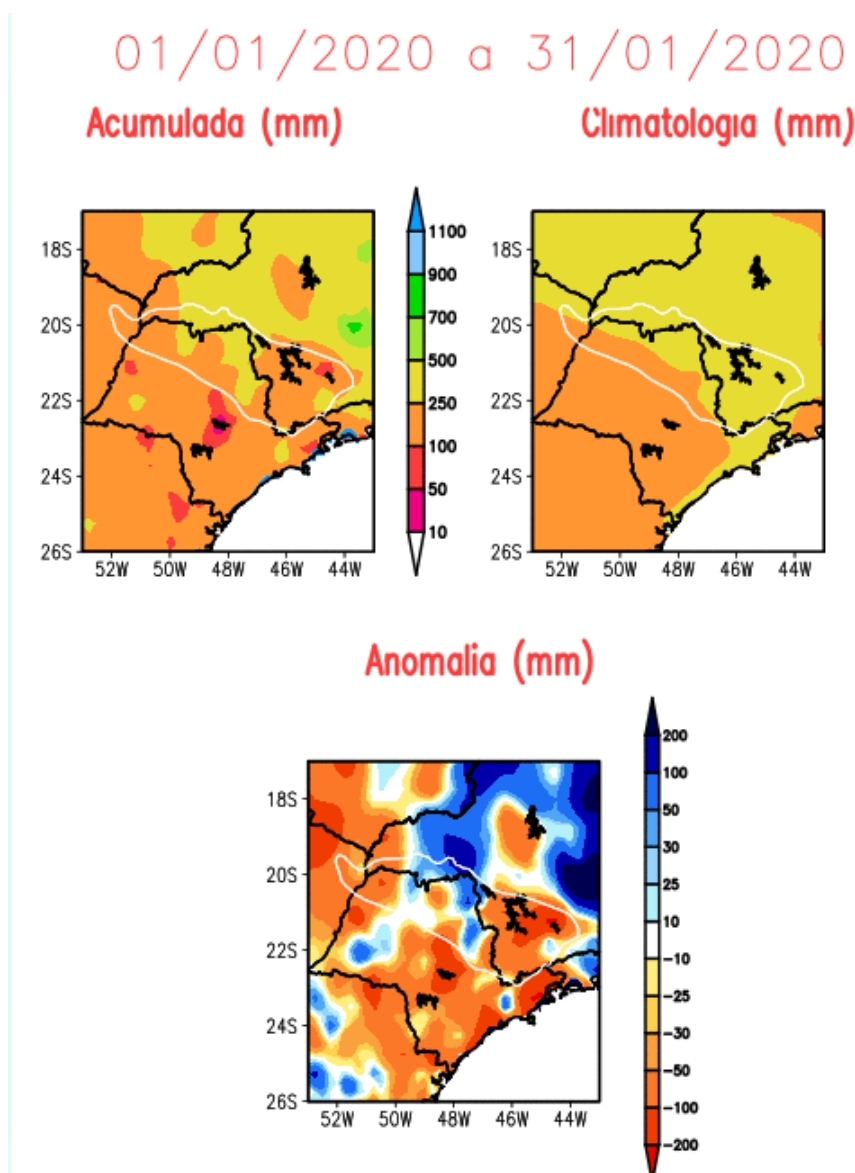 01/01/2020 a 31/01/2020
Acumulada (mm)
Climatologia (mm)
18S
20S
22S
24S
26S
52W 50W 48W 46W 44W
1100
900
700
500
250
100
50
10
18S
20S
22S
24S
26S
52W 50W 48W 46W 44W
Anomalia (mm)
18S
20S
22S
24S
26S
52W 50W 48W 46W 44W
200
100
50
30
25
10
-10
-25
-30
-50
-100
-200